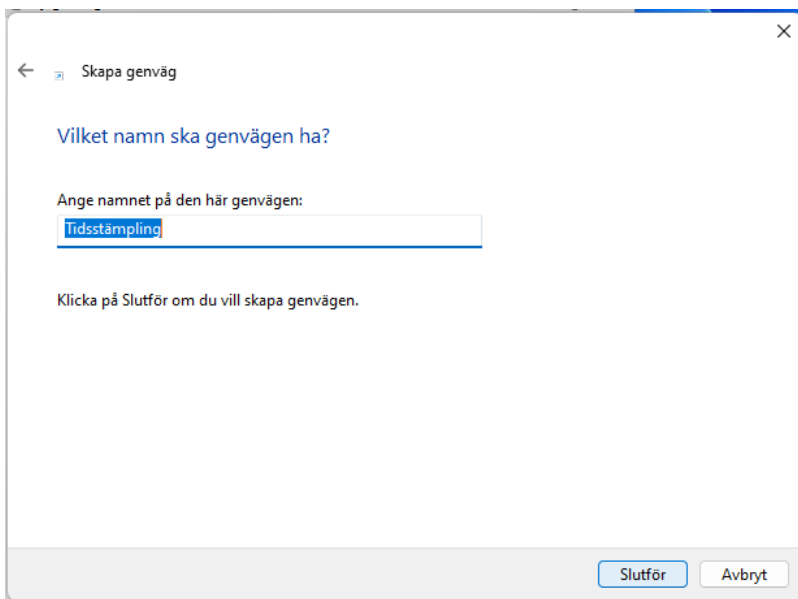 Skapa genväg
Vilket namn ska genvägen ha?
Ange namnet på den här genvägen:
Tidsstämpling
Klicka på Slutför om du vill skapa genvägen.
Slutför
Avbryt